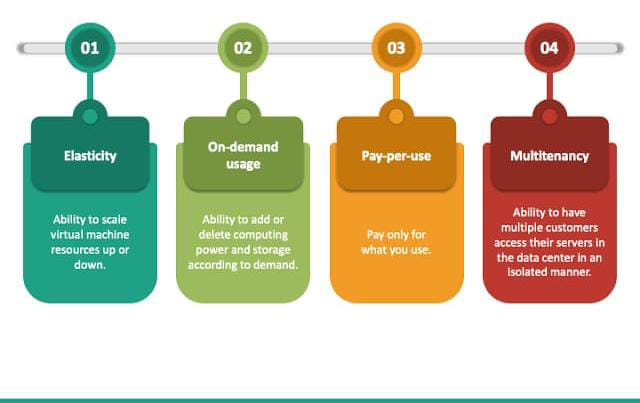 01
02
03
04
Elasticity
On-demand
usage
Pay-per-use
Multitenancy
Ability to scale
virtual machine
resources up or
down.
Ability to add or
delete computing
power and storage
according to demand.
Pay only for
what you use.
Ability to have
multiple customers
access their servers in
the data center in an
isolated manner.